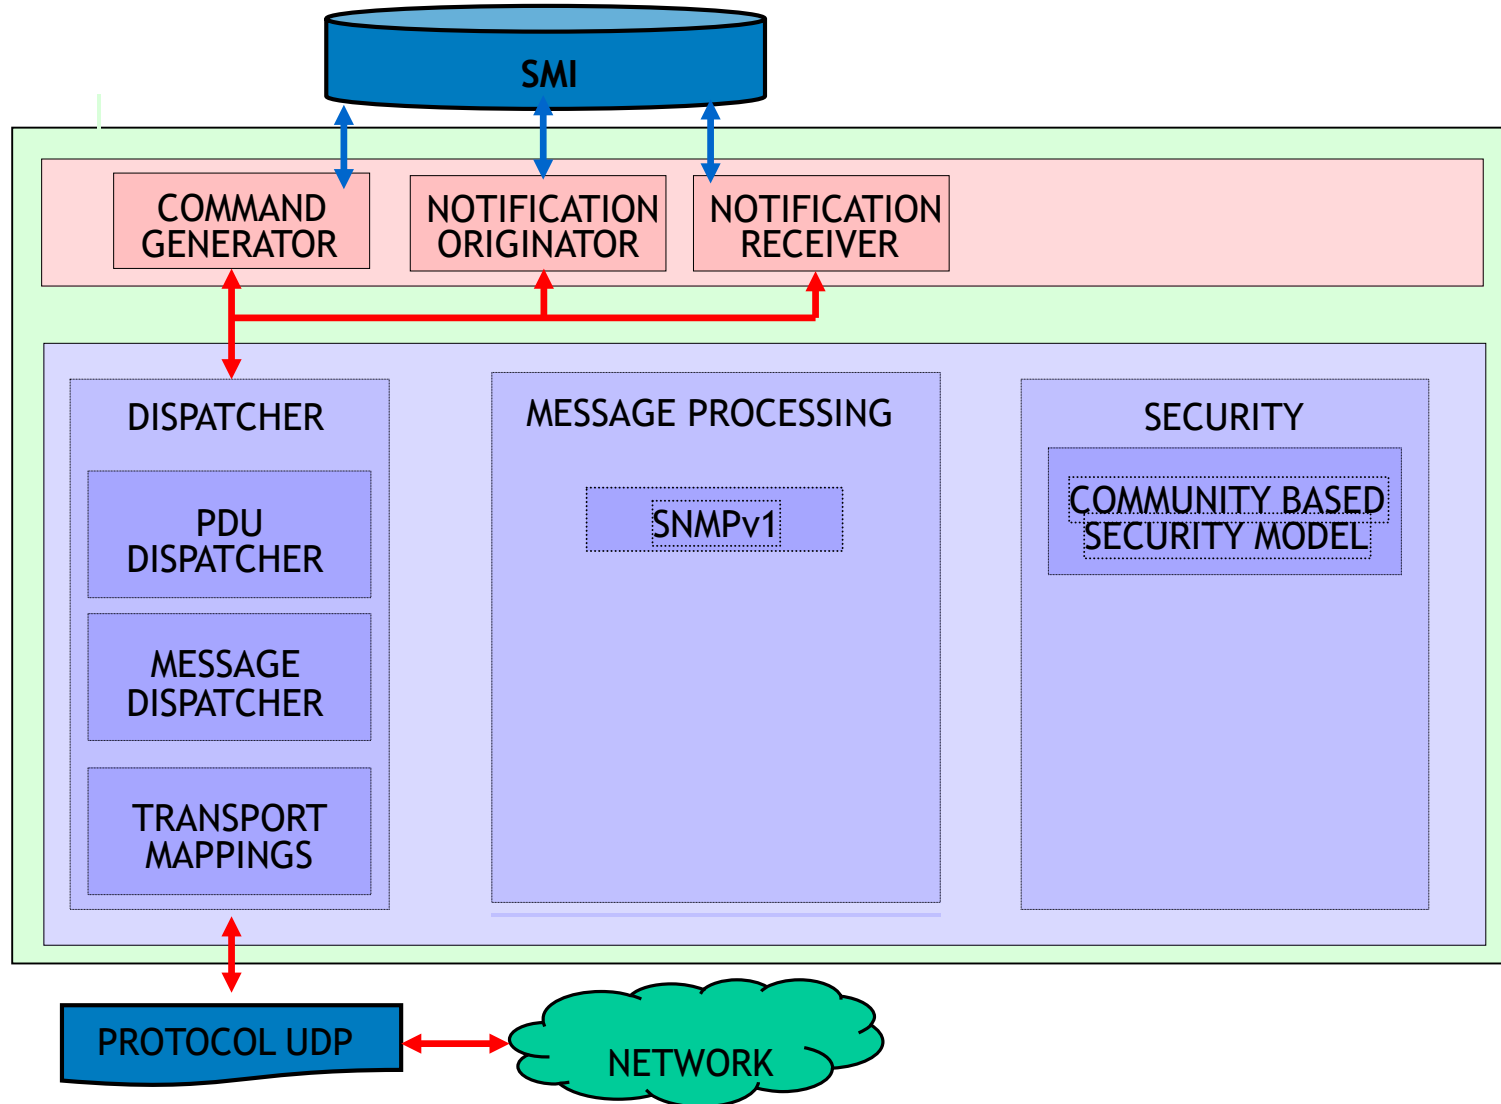 SMI
COMMAND
GENERATOR
NOTIFICATION
ORIGINATOR
NOTIFICATION
RECEIVER
DISPATCHER
PDU
DISPATCHER
MESSAGE
DISPATCHER
TRANSPORT
MAPPINGS
MESSAGE PROCESSING
SNMPv1
SECURITY
COMMUNITY BASED
SECURITY MODEL
PROTOCOL UDP
NETWORK